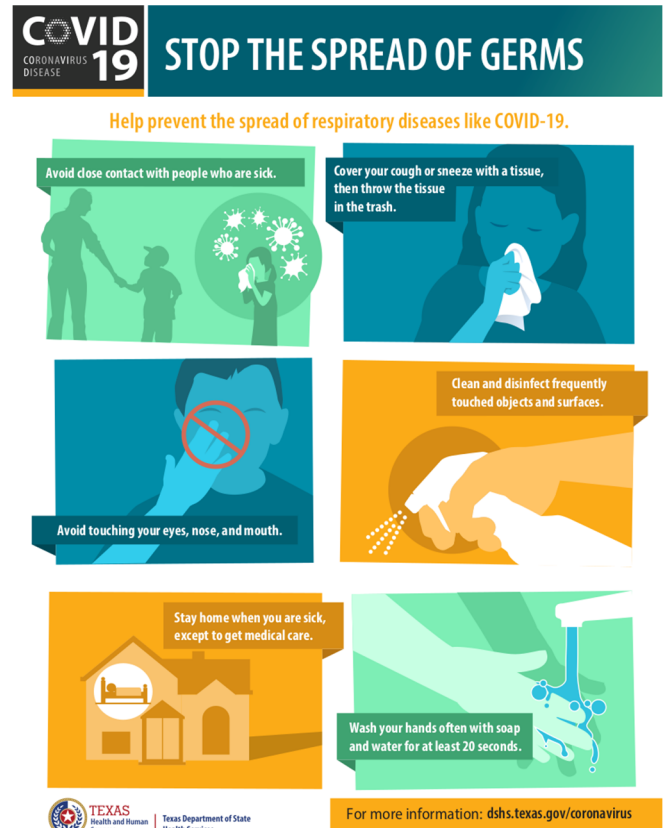 COVID
CORONAVIRUS
DISEASE
19
STOP THE SPREAD OF GERMS
Help prevent the spread of respiratory diseases like COVID-19.
Avoid close contact with people who are sick.
Cover your cough or sneeze with a tissue,
then throw the tissue
in the trash.
Avoid touching your eyes, nose, and mouth.
Clean and disinfect frequently
touched objects and surfaces.
Stay home when you are sick,
except to get medical care.
Wash your hands often with soap
and water for at least 20 seconds.
TEXAS
Health and Human
Texas Department of State
For more information: dshs.texas.gov/coronavirus